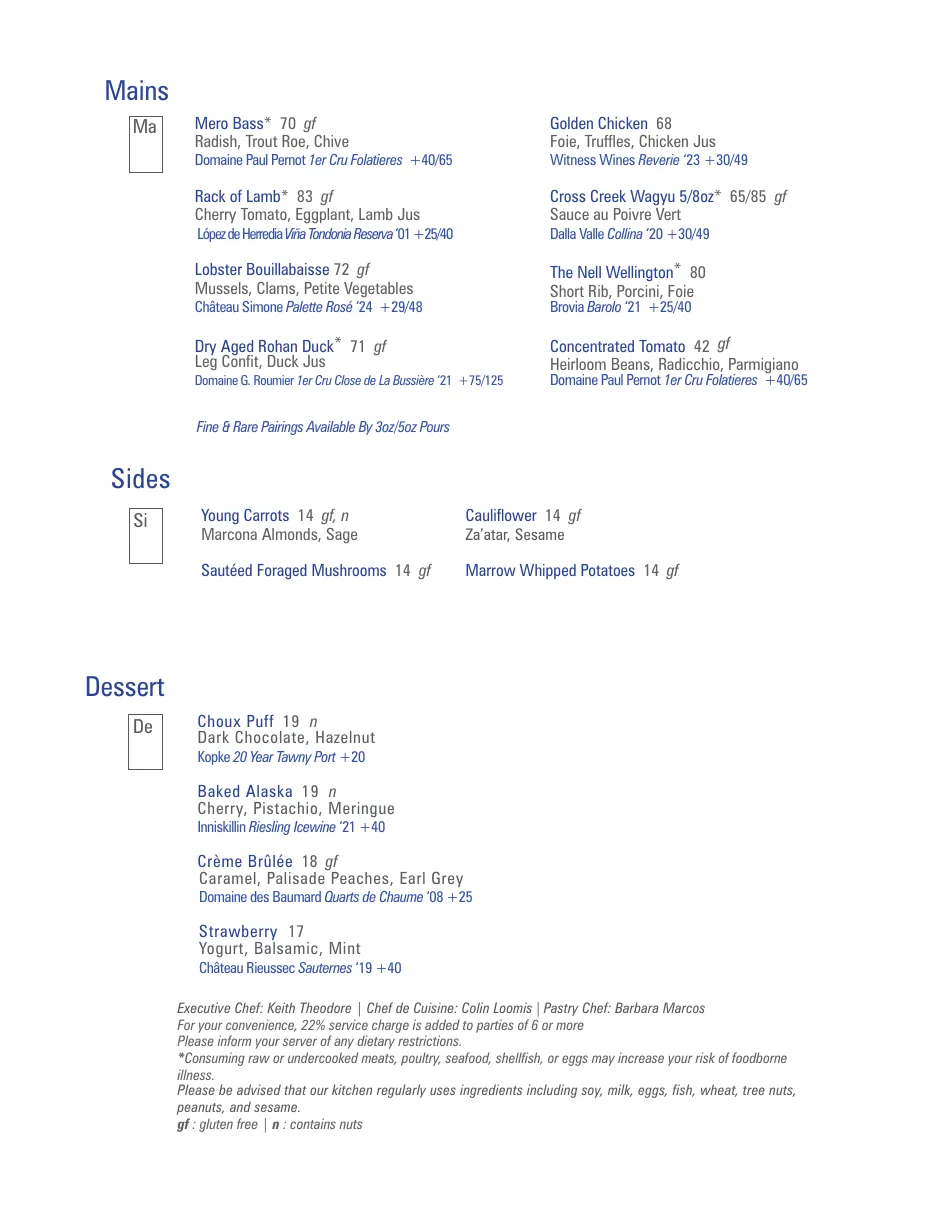 Mains
Ma
Mero Bass* 70 gf
Radish, Trout Roe, Chive
Domaine Paul Pernot 1er Cru Folatieres +40/65
Rack of Lamb* 83 gf
Cherry Tomato, Eggplant, Lamb Jus
López de Herredia Viña Tondonia Reserva ‘01 +25/40
Lobster Bouillabaisse 72 gf
Mussels, Clams, Petite Vegetables
Château Simone Palette Rosé ‘24 +29/48
Dry Aged Rohan Duck* 71 gf
Leg Confit, Duck Jus
Domaine G. Roumier 1er Cru Close de La Bussière ‘21 +75/125
Golden Chicken 68
Foie, Truffles, Chicken Jus
Witness Wines Reverie ‘23 +30/49
Cross Creek Wagyu 5/8oz* 65/85 gf
Sauce au Poivre Vert
Dalla Valle Collina ‘20 +30/49
The Nell Wellington* 80
Short Rib, Porcini, Foie
Brovia Barolo ‘21 +25/40
Concentrated Tomato 42 gf
Heirloom Beans, Radicchio, Parmigiano
Domaine Paul Pernot 1er Cru Folatieres +40/65
Fine & Rare Pairings Available By 3oz/5oz Pours
Sides
Si
Young Carrots 14 gf, n
Marcona Almonds, Sage
Sautéed Foraged Mushrooms 14 gf
Cauliflower 14 gf
Za’atar, Sesame
Marrow Whipped Potatoes 14 gf
Dessert
De
Choux Puff 19 n
Dark Chocolate, Hazelnut
Kopke 20 Year Tawny Port +20
Baked Alaska 19 n
Cherry, Pistachio, Meringue
Inniskillin Riesling Icewine ‘21 +40
Crème Brûlée 18 gf
Caramel, Palisade Peaches, Earl Grey
Domaine des Baumard Quarts de Chaume ‘08 +25
Strawberry 17
Yogurt, Balsamic, Mint
Château Rieussec Sauternes ‘19 +40
Executive Chef: Keith Theodore | Chef de Cuisine: Colin Loomis | Pastry Chef: Barbara Marcos
For your convenience, 22% service charge is added to parties of 6 or more
Please inform your server of any dietary restrictions.
*Consuming raw or undercooked meats, poultry, seafood, shellfish, or eggs may increase your risk of foodborne
illness.
Please be advised that our kitchen regularly uses ingredients including soy, milk, eggs, fish, wheat, tree nuts,
peanuts, and sesame.
gf : gluten free | n : contains nuts